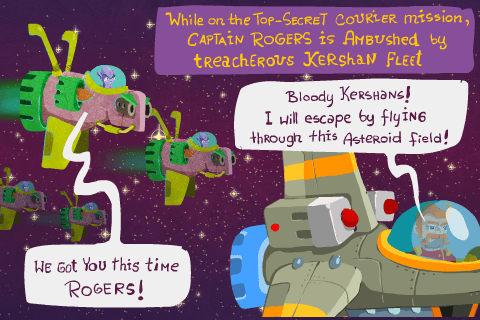 While on the Top-Secret courier mission,
Captain Rogers is Ambushed by
treacherous Kershan fleet
Bloody Kershans!
I will escape by flying
through this Asteroid field!
We Got You this time
Rogers!